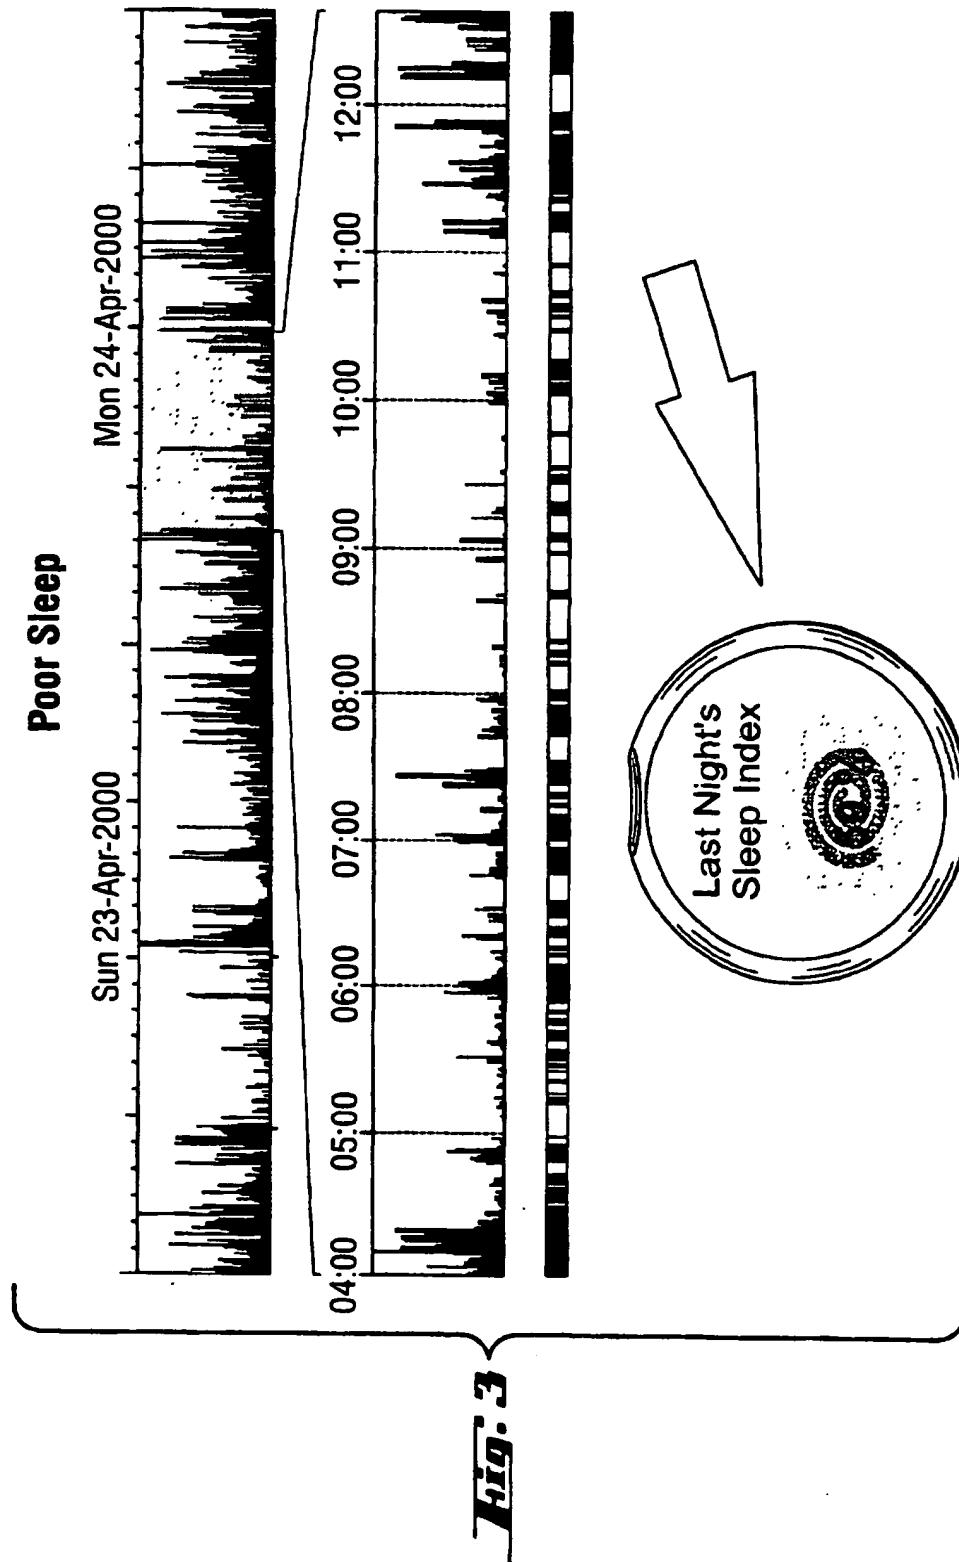 Poor Sleep
Sun 23-Apr-2000
Mon 24-Apr-2000
04:00
05:00
06:00
07:00
08:00
09:00
10:00
11:00
12:00
Last Night's
Sleep Index
Fig. 3